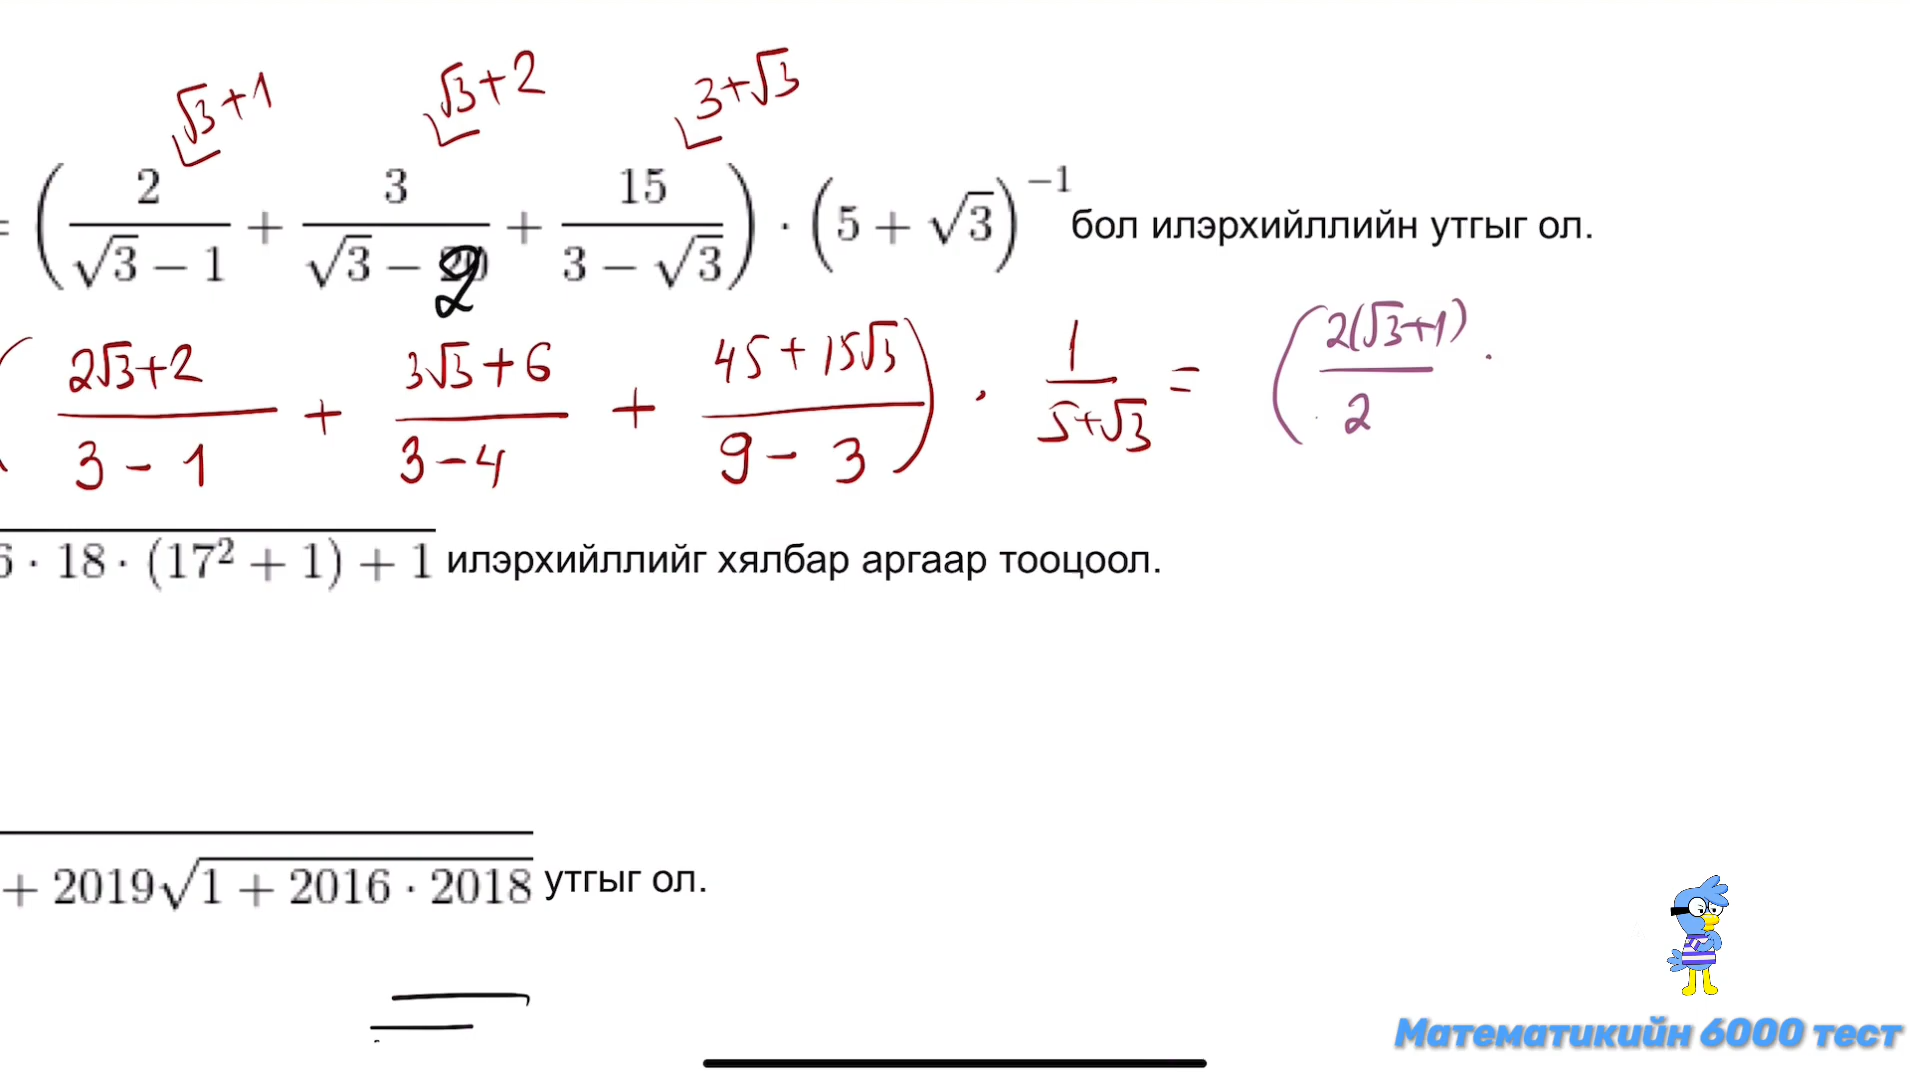 √3+1 √3+2 3+√3
= (2/(√3 − 1) + 3/(√3 − 2) + 15/(3 − √3)) · (5 + √3)⁻¹ бол илэрхийллийн утгыг ол.
((2√3+2)/(3 − 1) + (3√3+6)/(3−4) + (45+15√3)/(9 − 3)) · 1/(5+√3) = (2(√3+1)/2 ·
6 · 18 · (17² + 1) + 1 илэрхийллийг хялбар аргаар тооцоол.
+ 2019√(1 + 2016 · 2018) утгыг ол.
Математикийн 6000 тест